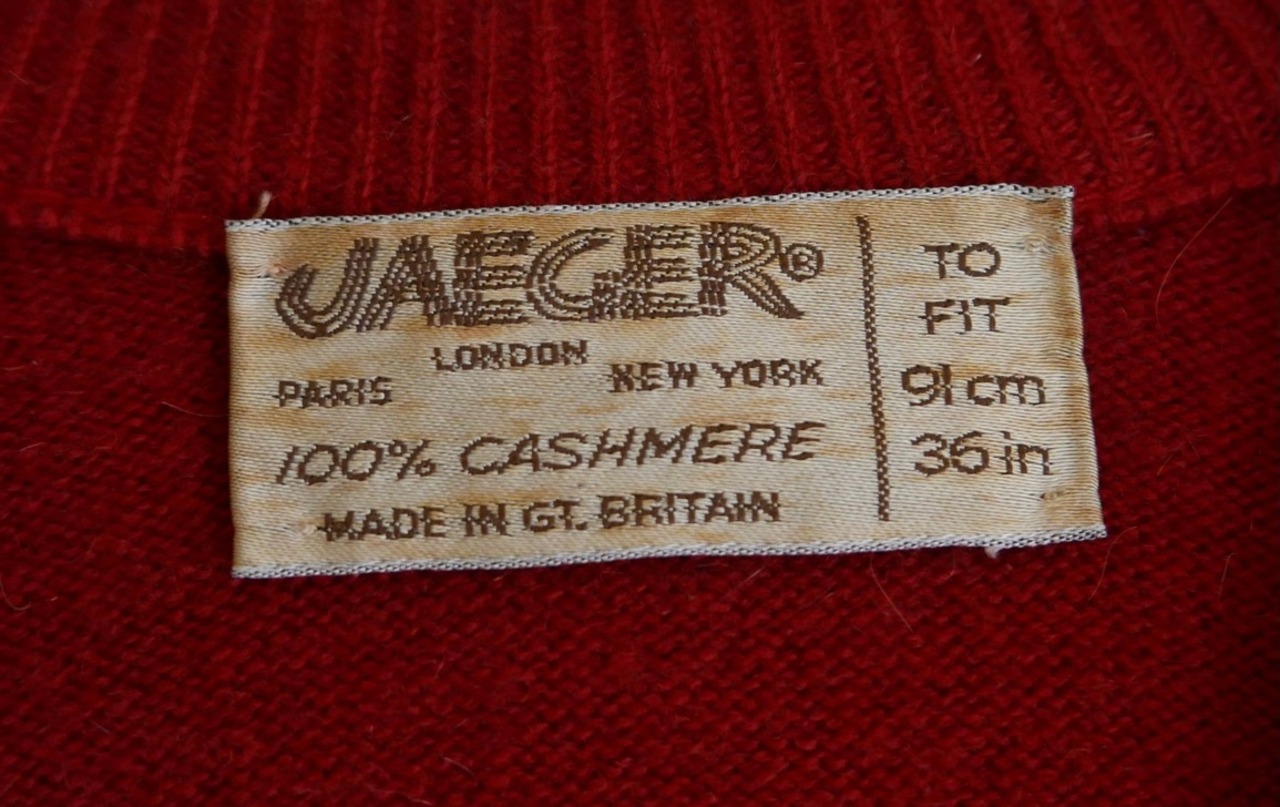 JAEGER®
LONDON
PARIS NEW YORK
100% CASHMERE
MADE IN GT. BRITAIN
TO
FIT
91 cm
36 in